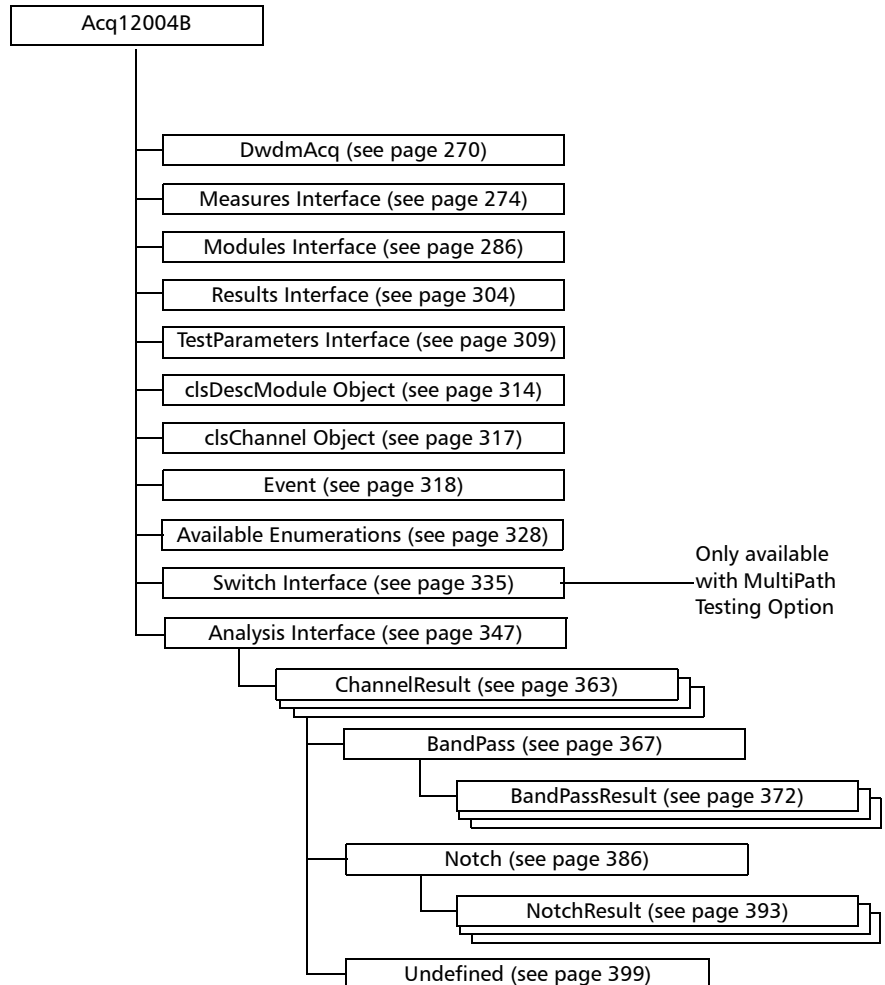 Acq12004B
DwdmAcq (see page 270)
Measures Interface (see page 274)
Modules Interface (see page 286)
Results Interface (see page 304)
TestParameters Interface (see page 309)
clsDescModule Object (see page 314)
clsChannel Object (see page 317)
Event (see page 318)
Available Enumerations (see page 328)
Switch Interface (see page 335)
Only available
with MultiPath
Testing Option
Analysis Interface (see page 347)
ChannelResult (see page 363)
BandPass (see page 367)
BandPassResult (see page 372)
Notch (see page 386)
NotchResult (see page 393)
Undefined (see page 399)